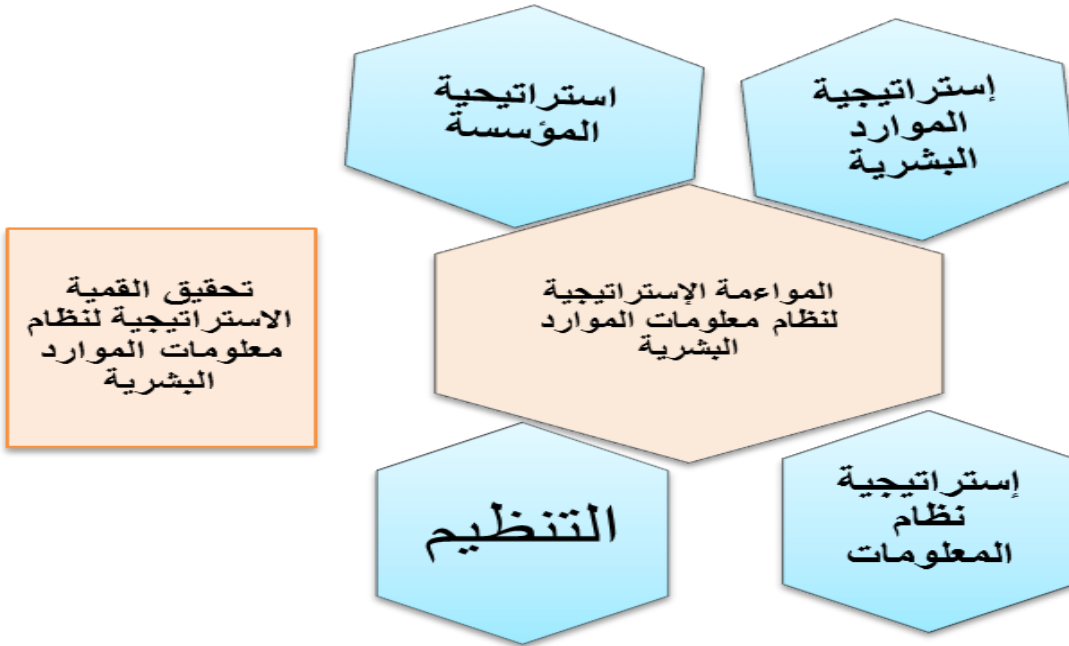 إستراتيجية
الموارد
البشرية
استراتيحية
المؤسسة
المواءمة الإستراتيجية
لنظام معلومات الموارد
البشرية
تحقيق القمية
الاستراتيجية لنظام
معلومات الموارد
البشرية
إستراتيجية
نظام
المعلومات
التنظيم